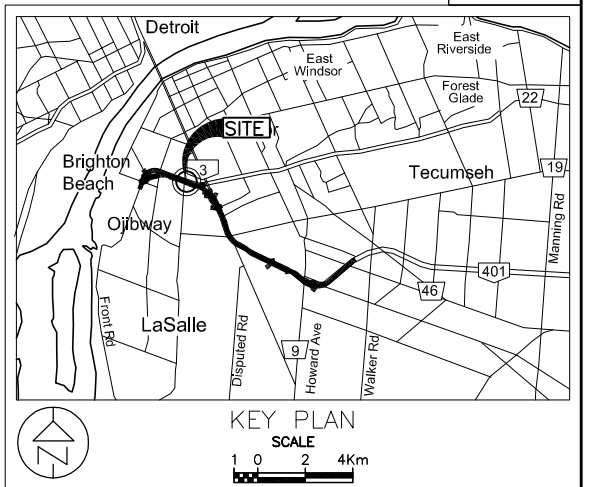 Detroit
East
Riverside
East
Windsor
Forest
Glade
22
SITE
r
3
Brighton
Beach
Tecumseh
19
Manning Rd
Ojibway
401
46
Front Rd
LaSalle
Disputed Rd
9
Howard Ave
Walker Rd
KEY PLAN
SCALE
1 0 2 4Km
N